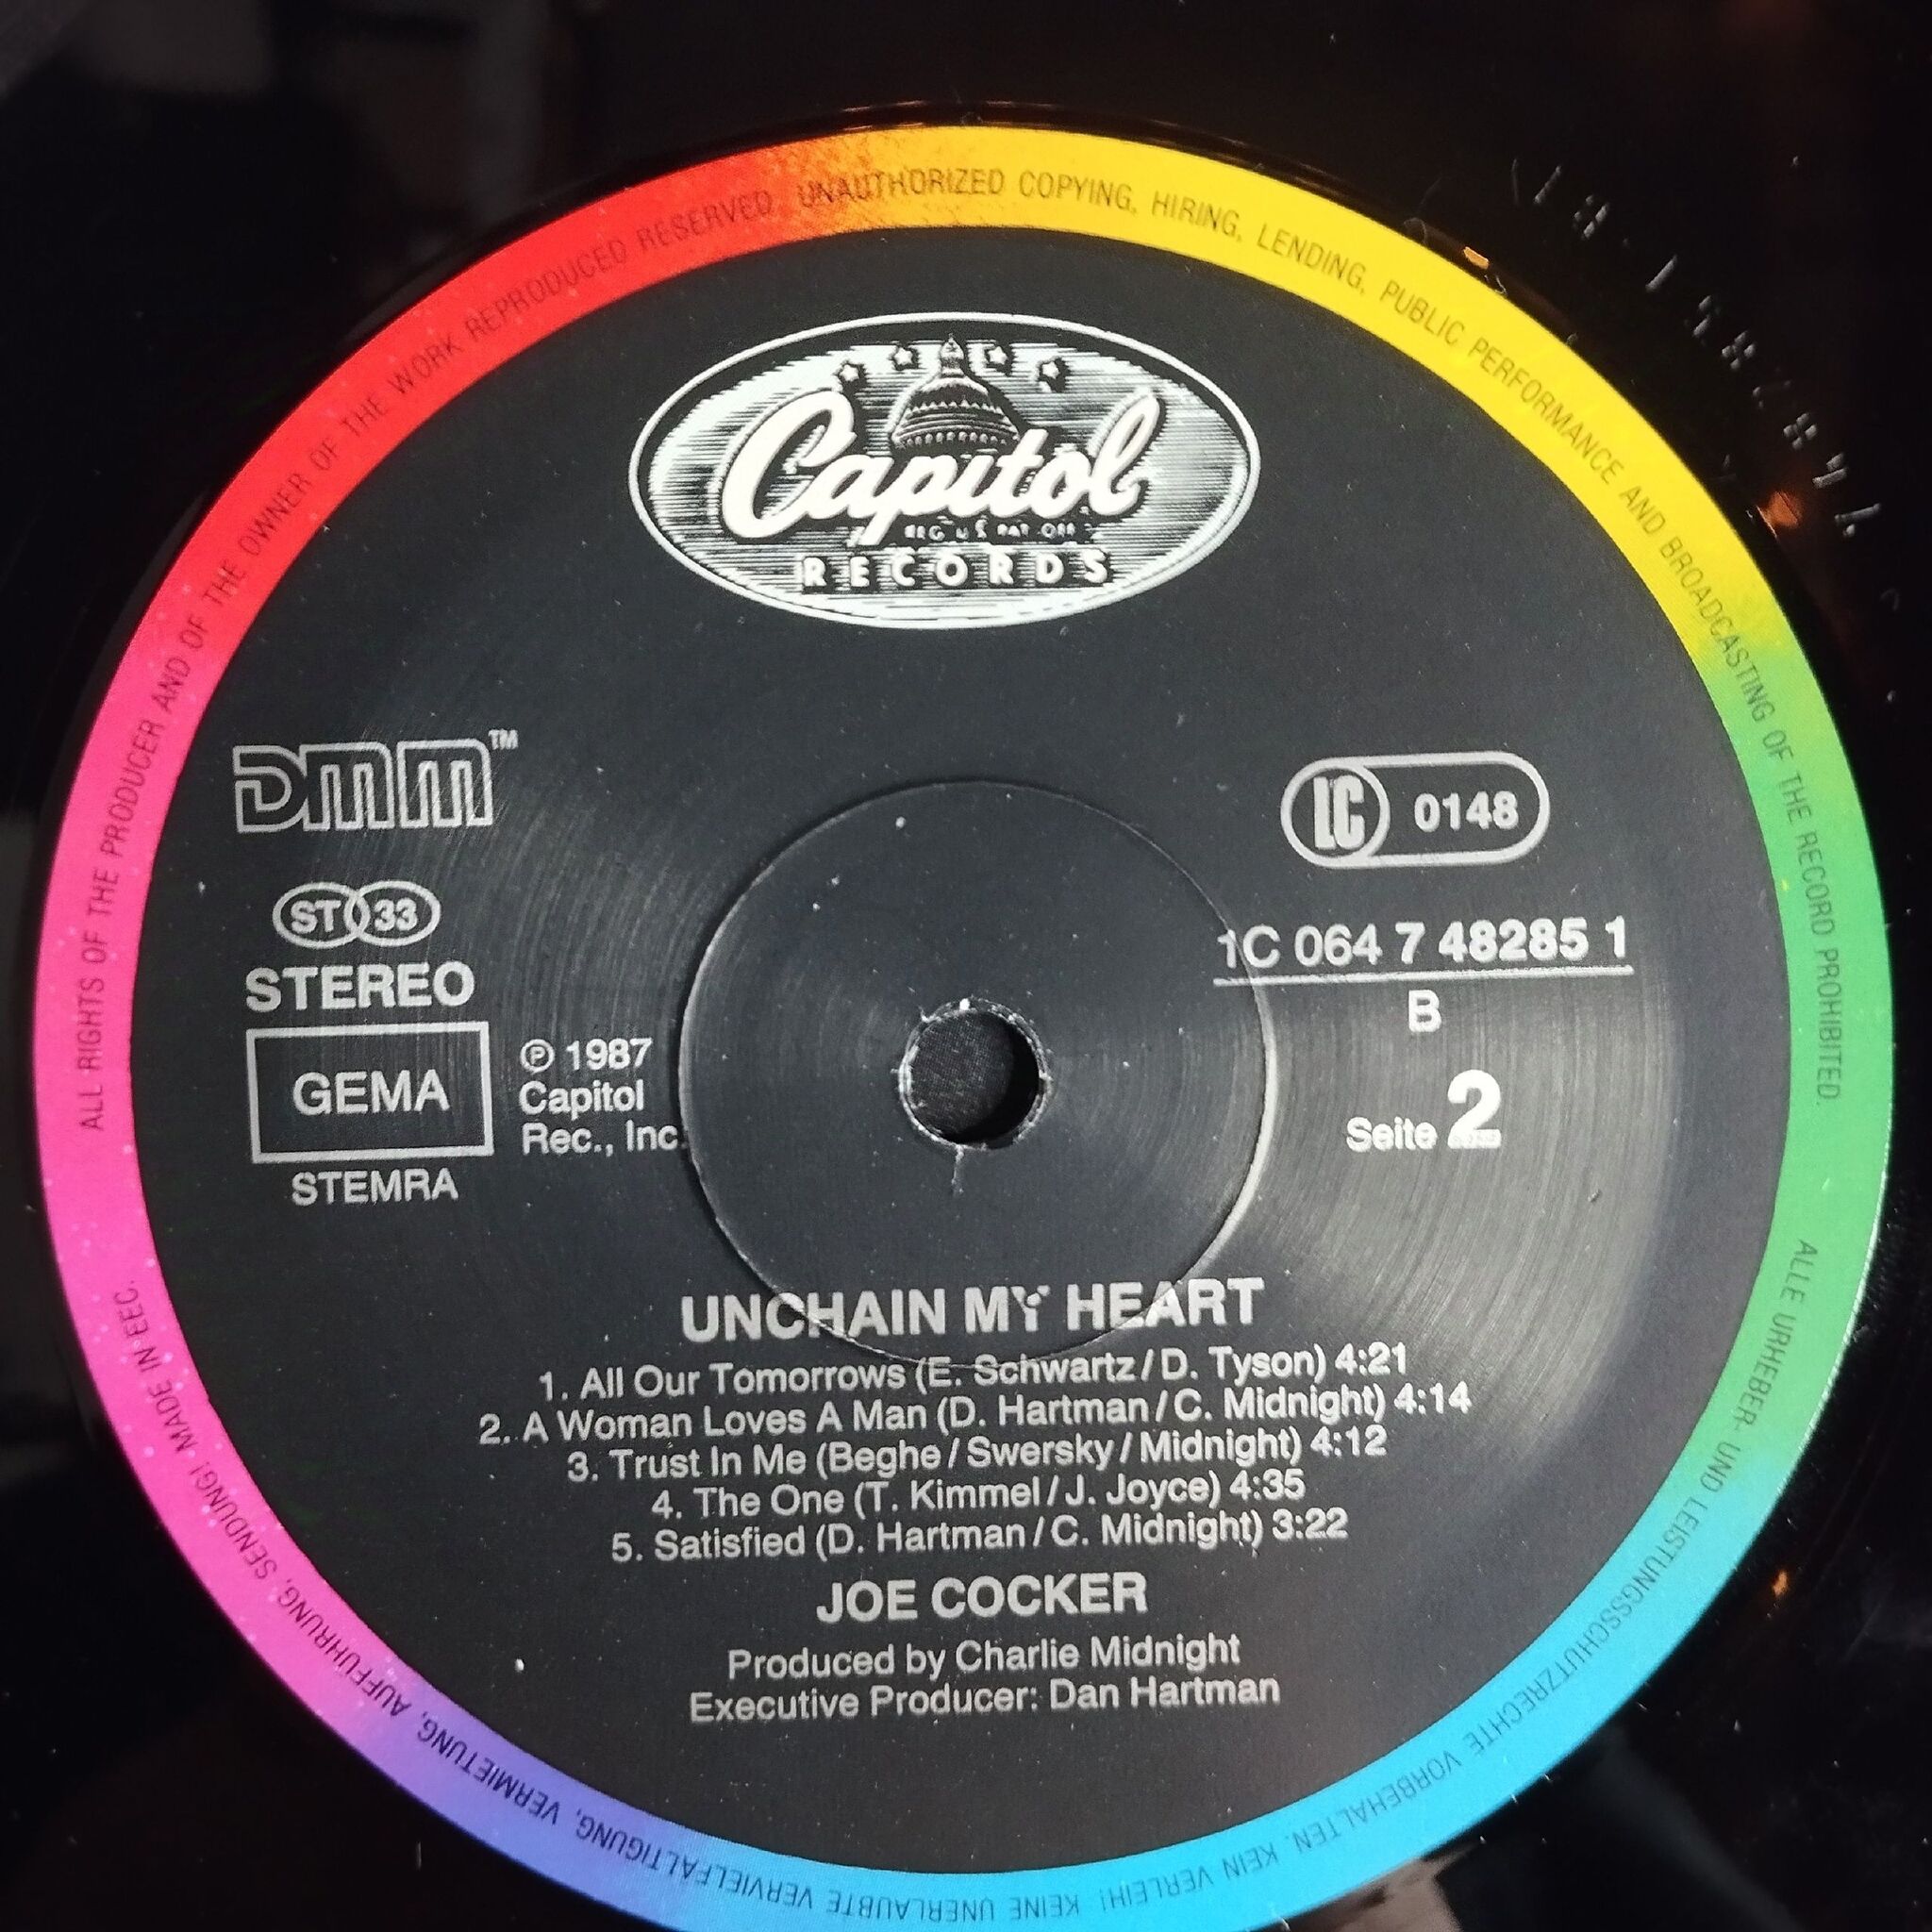 ALL RIGHTS OF THE PRODUCER AND OF THE OWNER OF THE WORK REPRODUCED RESERVED. UNAUTHORIZED COPYING, HIRING, LENDING, PUBLIC PERFORMANCE AND BROADCASTING OF THE RECORD PROHIBITED.
Capitol
REG U.S. PAT. OFF.
RECORDS
DMM™
LC 0148
ST 33
STEREO
GEMA
STEMRA
℗ 1987
Capitol
Rec., Inc.
1C 064 7 48285 1
B
Seite 2
UNCHAIN MY HEART
1. All Our Tomorrows (E. Schwartz/D. Tyson) 4:21
2. A Woman Loves A Man (D. Hartman/C. Midnight) 4:14
3. Trust In Me (Beghe/Swersky/Midnight) 4:12
4. The One (T. Kimmel/J. Joyce) 4:35
5. Satisfied (D. Hartman/C. Midnight) 3:22
JOE COCKER
Produced by Charlie Midnight
Executive Producer: Dan Hartman
ALLE URHEBER- UND LEISTUNGSSCHUTZRECHTE VORBEHALTEN. KEIN VERLEIH! KEINE UNERLAUBTE VERVIELFÄLTIGUNG, VERMIETUNG, AUFFÜHRUNG, SENDUNG! MADE IN EEC.